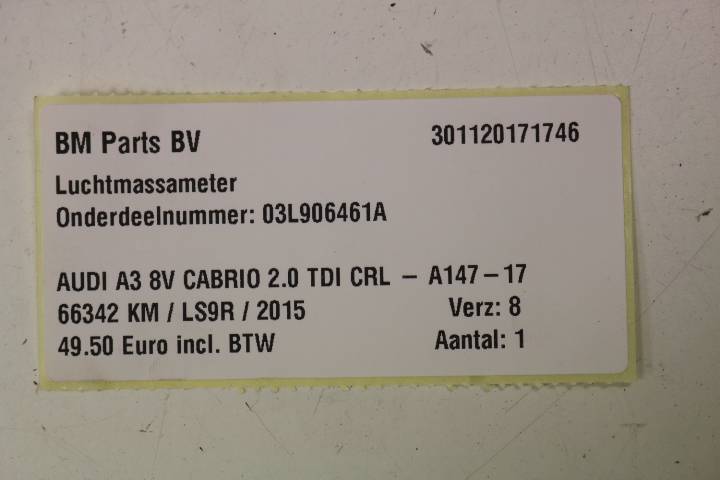 BM Parts BV 301120171746
Luchtmassameter
Onderdeelnummer: 03L906461A
AUDI A3 8V CABRIO 2.0 TDI CRL – A147–17
66342 KM / LS9R / 2015 Verz: 8
49.50 Euro incl. BTW Aantal: 1